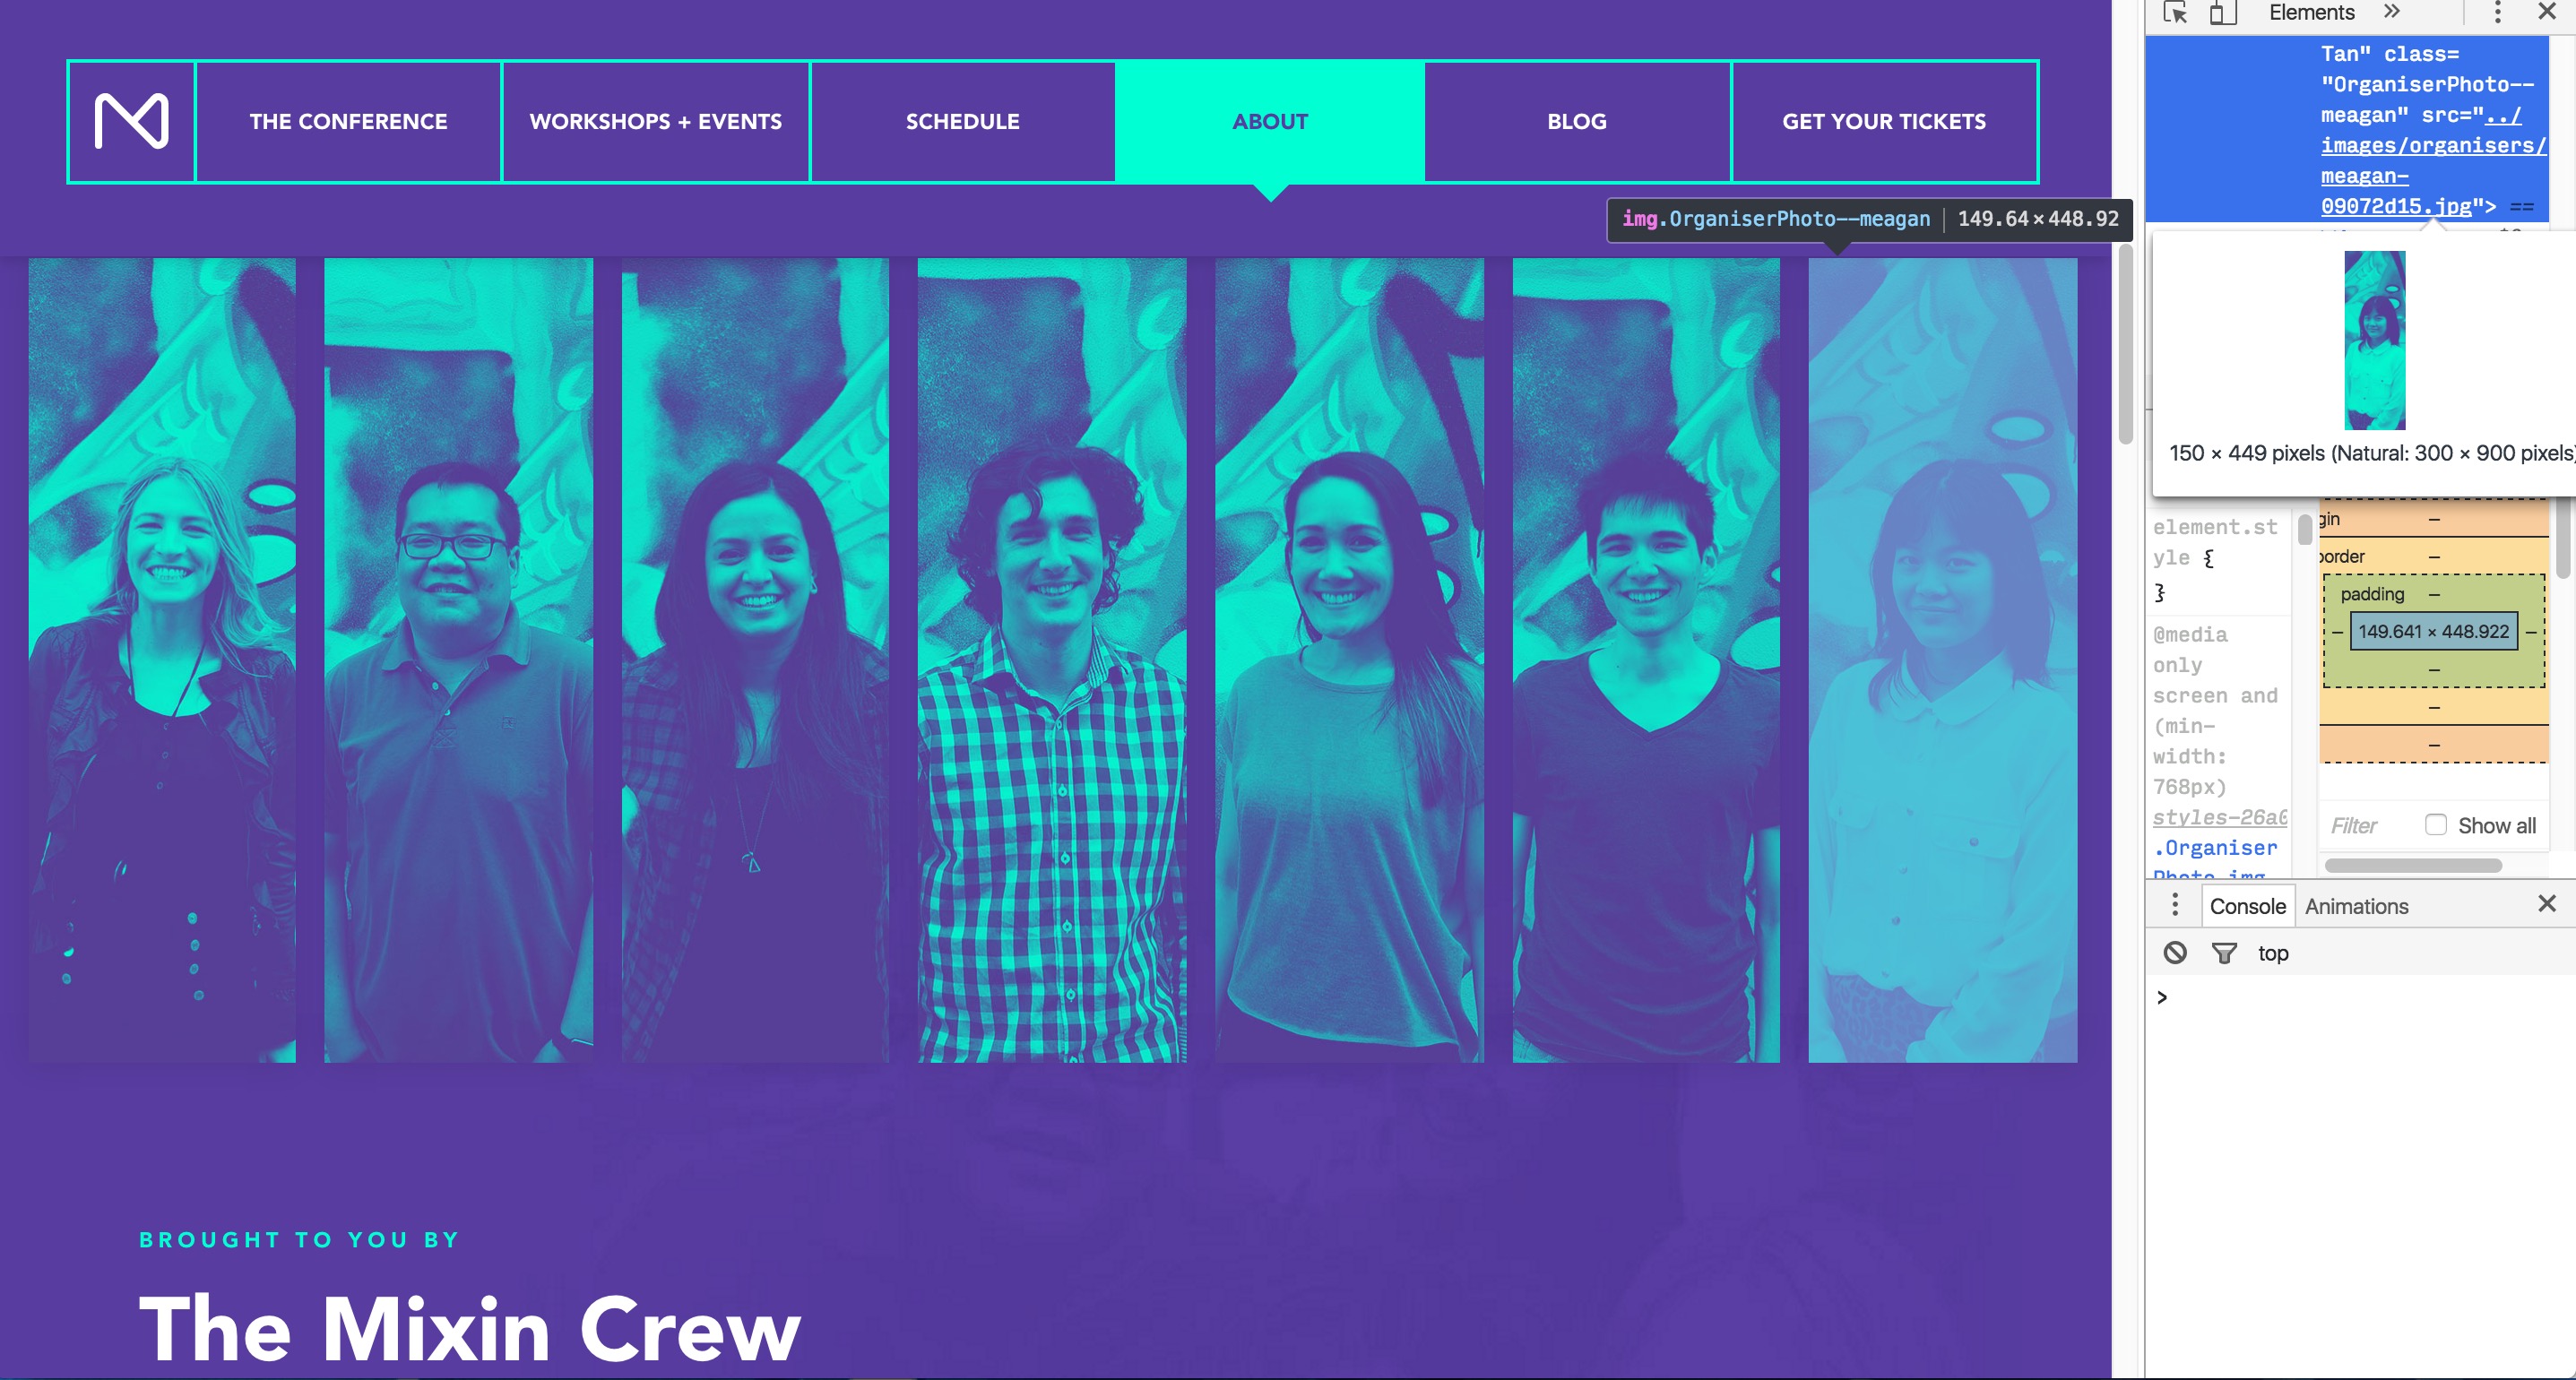 THE CONFERENCE
WORKSHOPS + EVENTS
SCHEDULE
ABOUT
BLOG
GET YOUR TICKETS
img.OrganiserPhoto--meagan | 149.64×448.92
BROUGHT TO YOU BY
The Mixin Crew
Elements
Tan" class=
"OrganiserPhoto--
meagan" src="../
images/organisers/
meagan-
09072d15.jpg"> ==
150 × 449 pixels (Natural: 300 × 900 pixels)
element.st
yle {
}
@media
only
screen and
(min-
width:
768px)
styles-26a0
.Organiser
Photo img
gin –
border –
padding –
– 149.641 × 448.922 –
–
–
–
Filter
Show all
Console
Animations
top
>